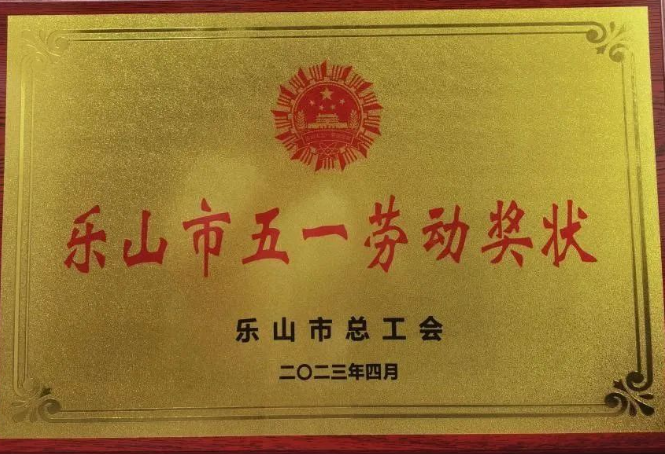 乐山市五一劳动奖状
乐山市总工会
二〇二三年四月